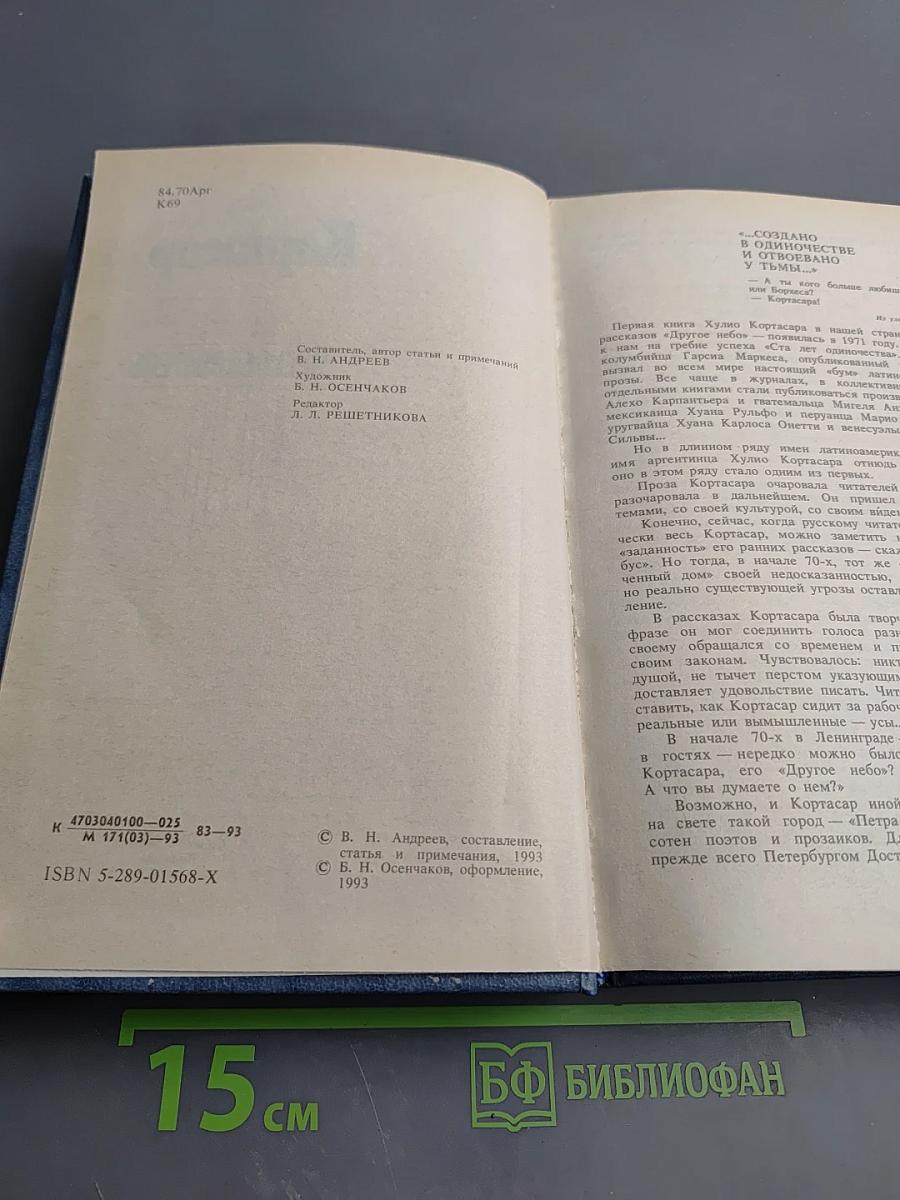 84.70Арг
К69
Составитель, автор статьи и примечаний
В. Н. АНДРЕЕВ
Художник
Б. Н. ОСЕНЧАКОВ
Редактор
Л. Л. РЕШЕТНИКОВА
К 4703040100—025
М 171(03)—93 83—93
ISBN 5-289-01568-X
© В. Н. Андреев, составление,
статья и примечания, 1993
© Б. Н. Осенчаков, оформление,
1993
«...СОЗДАНО
В ОДИНОЧЕСТВЕ
И ОТВОЕВАНО
У ТЬМЫ...»
— А ты кого больше любиш
или Борхеса?
— Кортасара!
Из
Первая книга Хулио Кортасара в нашей стран
рассказов «Другое небо» — появилась в 1971 году.
к нам на гребне успеха «Ста лет одиночества»
колумбийца Гарсиа Маркеса, опубликованный
вызвал во всем мире настоящий «бум» латино
прозы. Все чаще в журналах, в коллективн
отдельными книгами стали публиковаться произв
Алехо Карпантьера и гватемальца Мигеля Ан
мексиканца Хуана Рульфо и перуанца Марио
уругвайца Хуана Карлоса Онетти и венесуэль
Сильвы...
Но в длинном ряду имен латиноамерик
имя аргентинца Хулио Кортасара отнюдь
оно в этом ряду стало одним из первых.
Проза Кортасара очаровала читателей
разочаровала в дальнейшем. Он пришел
темами, со своей культурой, со своим ви́ден
Конечно, сейчас, когда русскому читате
чески весь Кортасар, можно заметить н
«заданность» его ранних рассказов — ска
бус». Но тогда, в начале 70-х, тот же
ченный дом» своей недосказанностью,
но реально существующей угрозы оставл
ление.
В рассказах Кортасара была творч
фразе он мог соединить голоса разн
своему обращался со временем и п
своим законам. Чувствовалось: никт
душой, не тычет перстом указующим
доставляет удовольствие писать. Чит
ставить, как Кортасар сидит за рабоч
реальные или вымышленные — усы..
В начале 70-х в Ленинграде —
в гостях — нередко можно было
Кортасара, его «Другое небо»?
А что вы думаете о нем?»
Возможно, и Кортасар иной
на свете такой город — «Петра
сотен поэтов и прозаиков. Дл
прежде всего Петербургом Дост
15 см
БФ БИБЛИОФАН